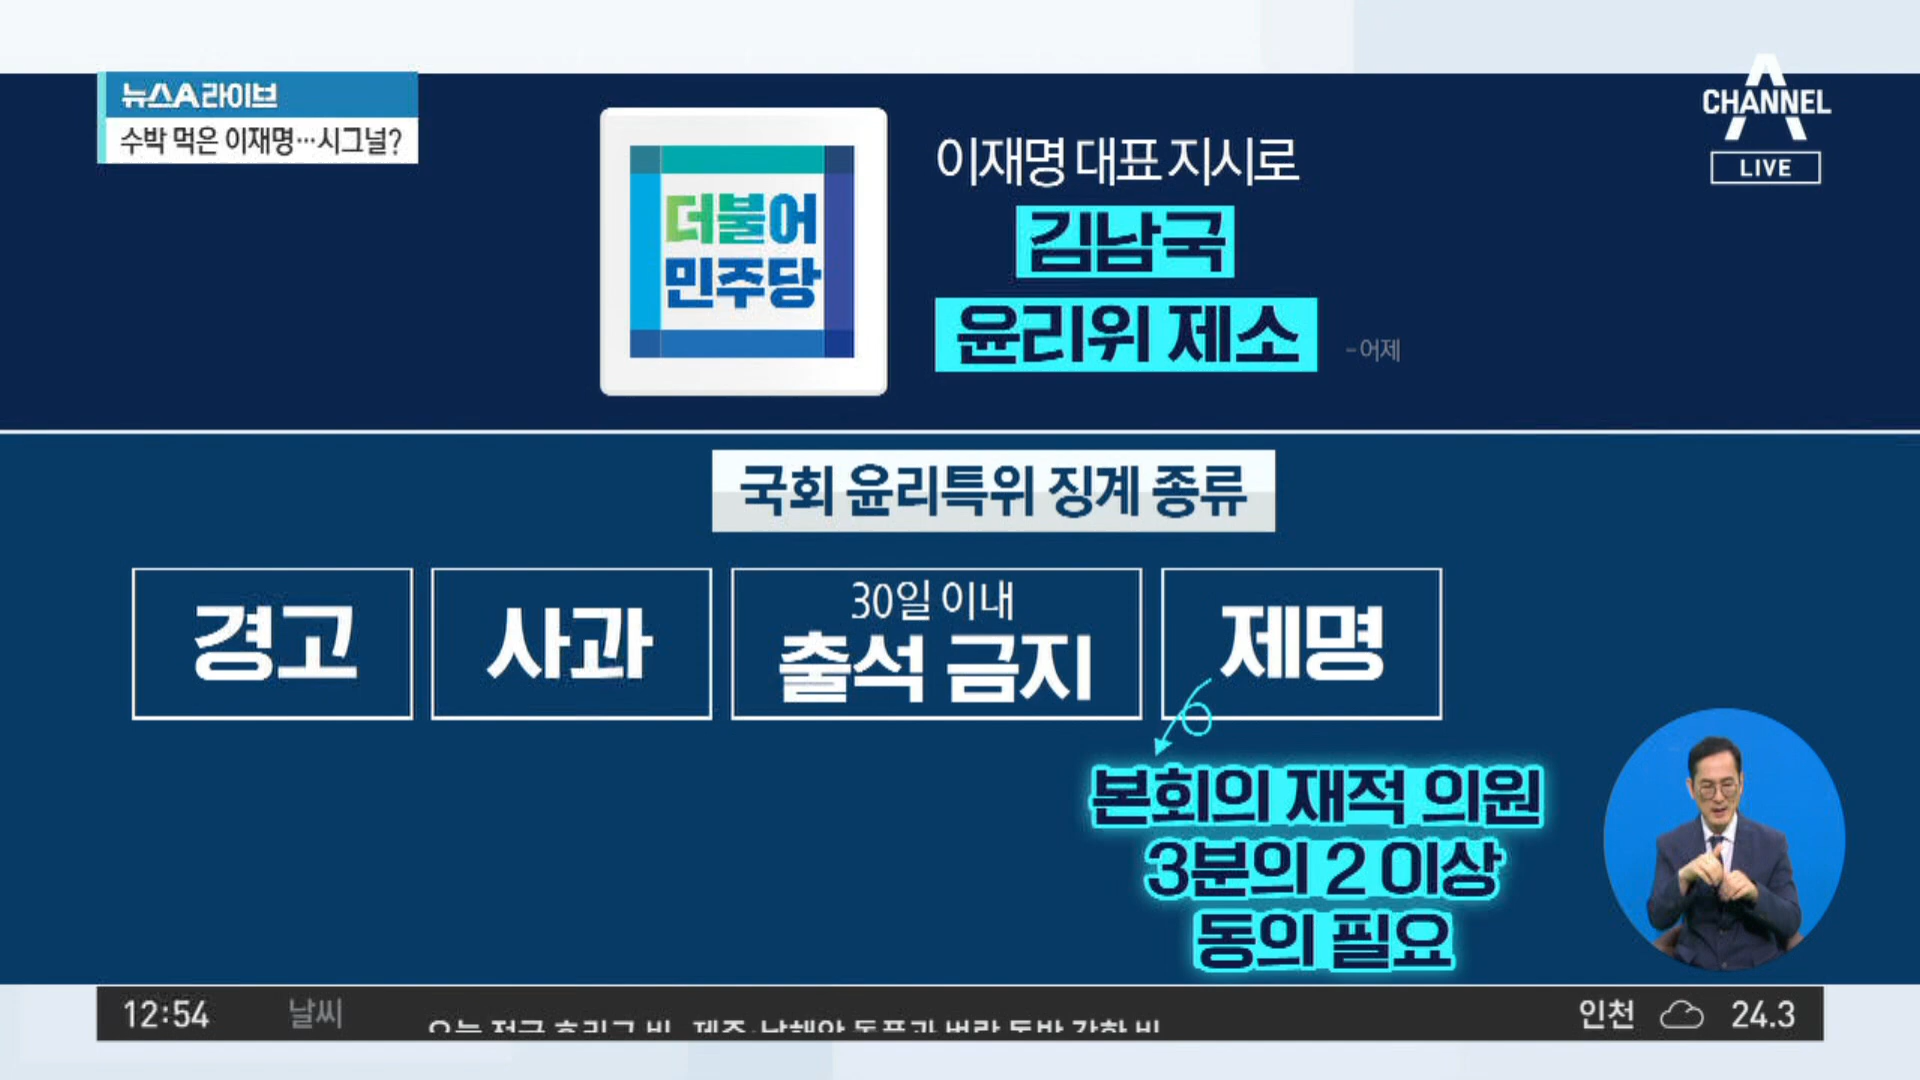 뉴스A 라이브
수박 먹은 이재명…시그널?
CHANNEL A
LIVE
더불어
민주당
이재명 대표 지시로
김남국
윤리위 제소
-어제
국회 윤리특위 징계 종류
경고
사과
30일 이내
출석 금지
제명
본회의 재적 의원
3분의 2 이상
동의 필요
12:54 날씨
인천 24.3